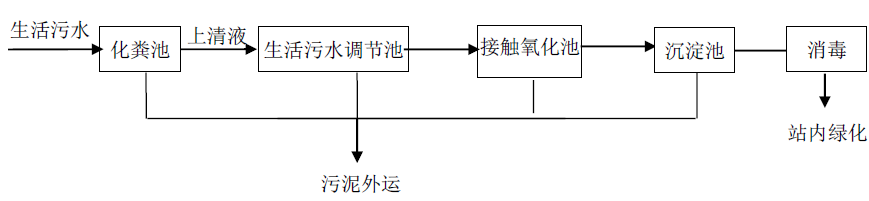 生活污水
化粪池
上清液
生活污水调节池
接触氧化池
沉淀池
消毒
站内绿化
污泥外运